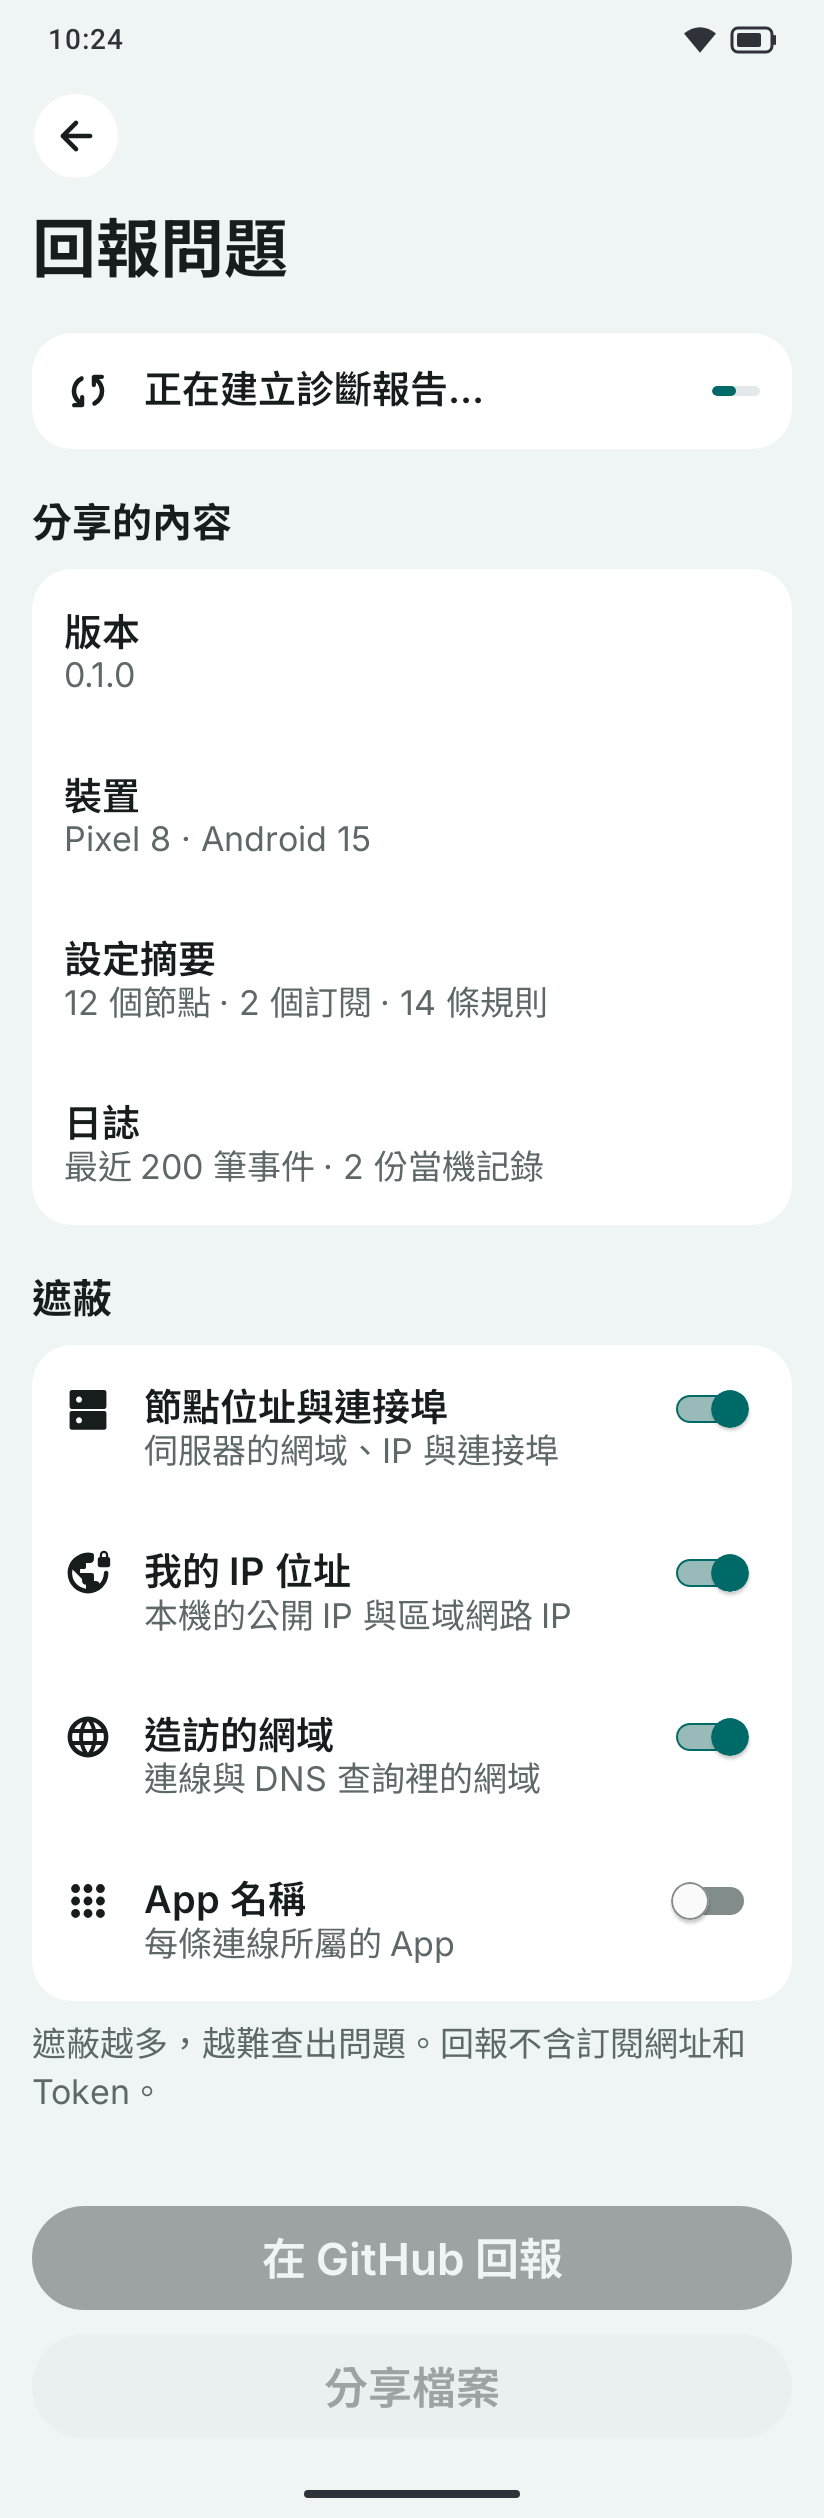 10:24
回報問題
正在建立診斷報告...
分享的內容
版本
0.1.0
裝置
Pixel 8 · Android 15
設定摘要
12 個節點 · 2 個訂閱 · 14 條規則
日誌
最近 200 筆事件 · 2 份當機記錄
遮蔽
節點位址與連接埠
伺服器的網域、IP 與連接埠
我的 IP 位址
本機的公開 IP 與區域網路 IP
造訪的網域
連線與 DNS 查詢裡的網域
App 名稱
每條連線所屬的 App
遮蔽越多，越難查出問題。回報不含訂閱網址和
Token。
在 GitHub 回報
分享檔案